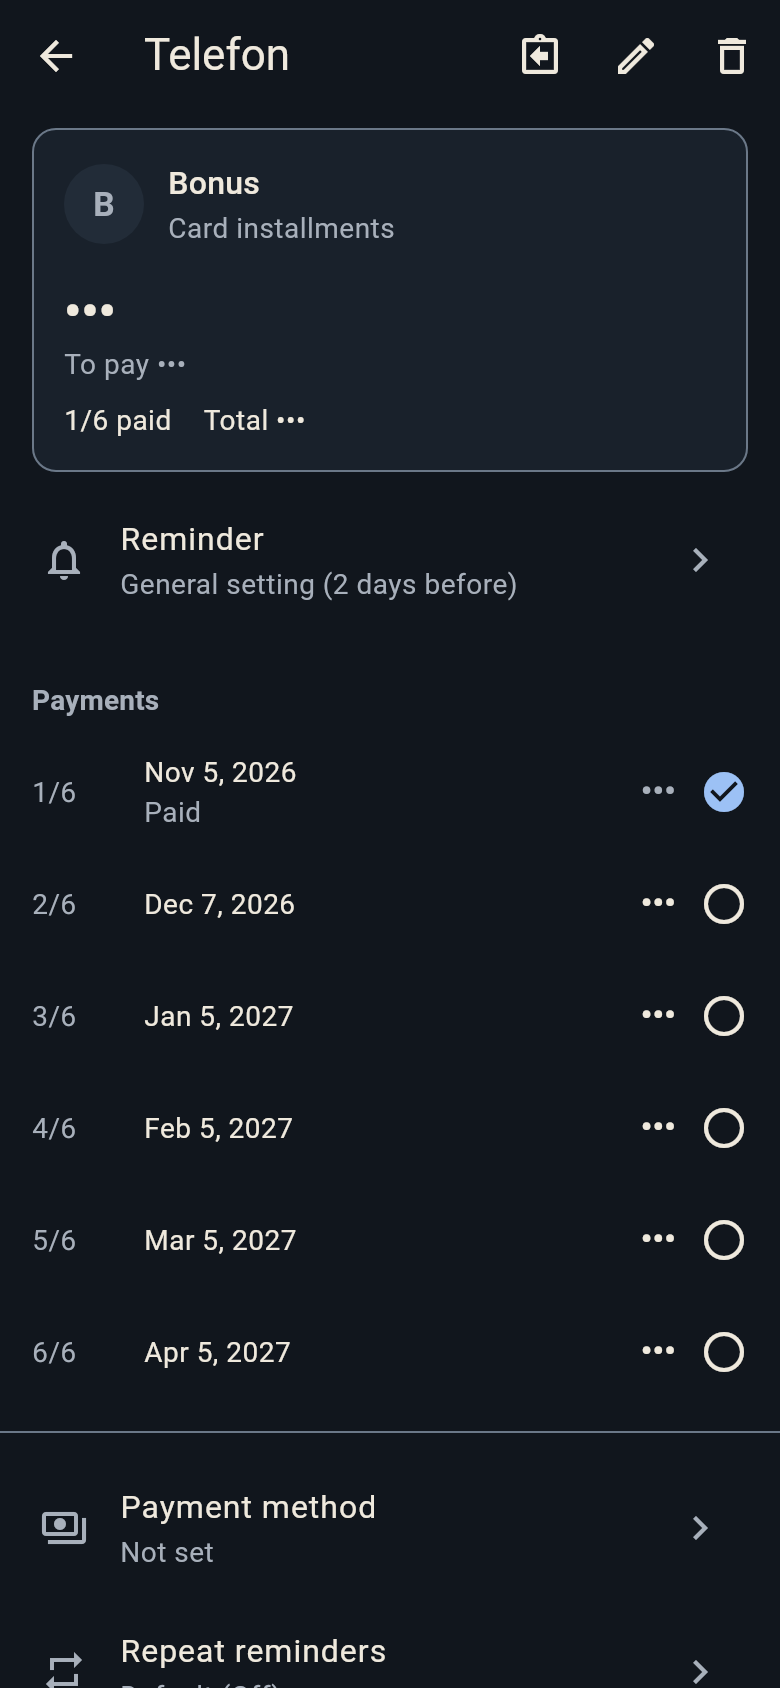 Telefon
B
Bonus
Card installments
•••
To pay •••
1/6 paid Total •••
Reminder
General setting (2 days before)
Payments
1/6 Nov 5, 2026 •••
Paid
2/6 Dec 7, 2026 •••
3/6 Jan 5, 2027 •••
4/6 Feb 5, 2027 •••
5/6 Mar 5, 2027 •••
6/6 Apr 5, 2027 •••
Payment method
Not set
Repeat reminders
Default (Off)